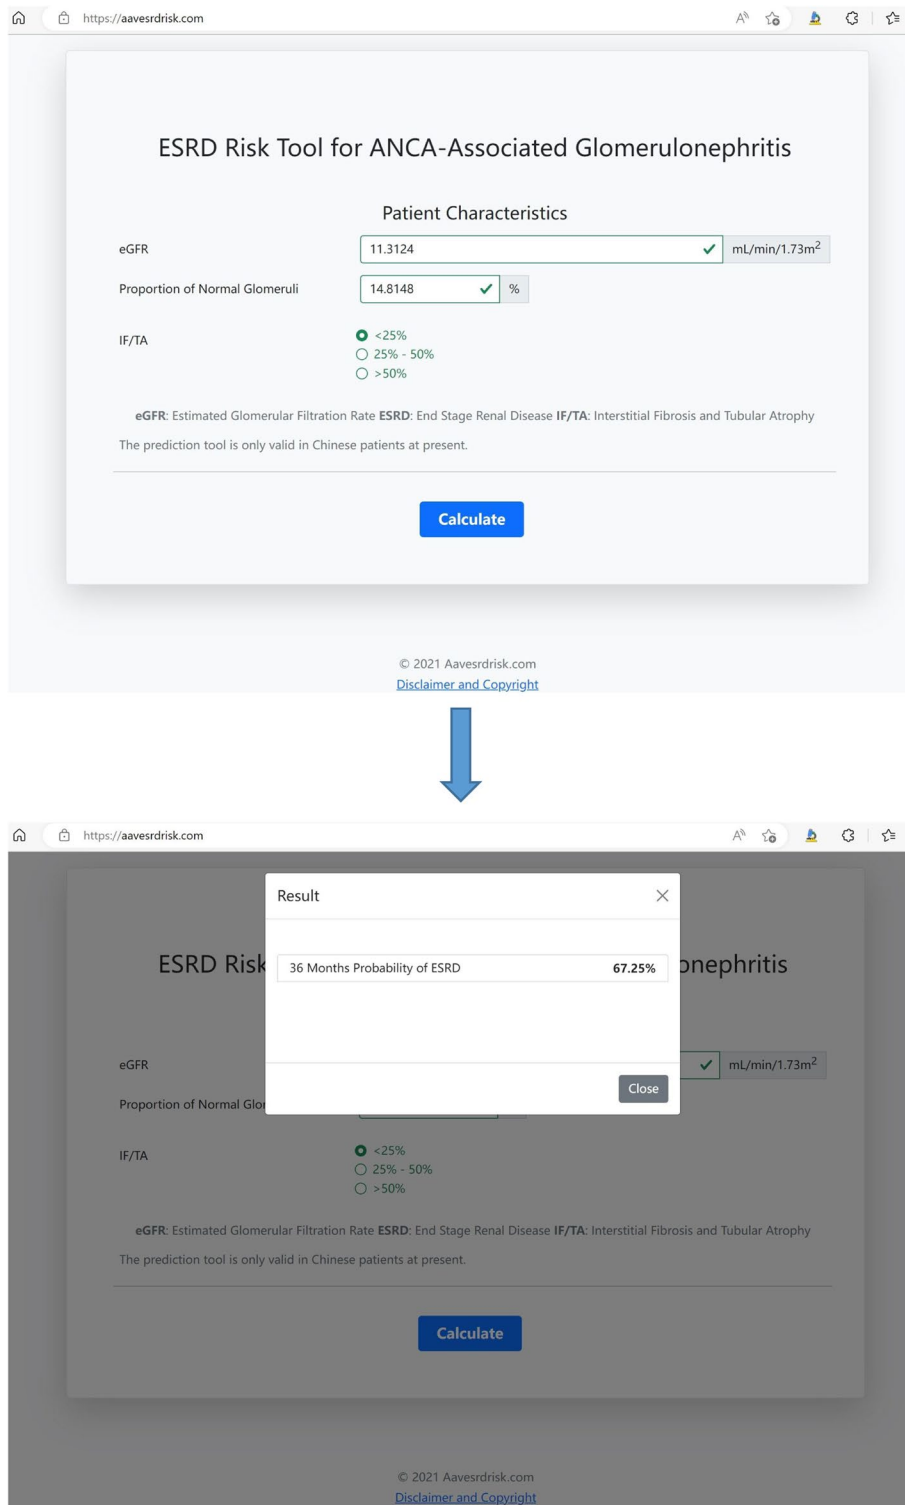 https://aavesrdrisk.com
ESRD Risk Tool for ANCA-Associated Glomerulonephritis
Patient Characteristics
eGFR 11.3124 mL/min/1.73m²
Proportion of Normal Glomeruli 14.8148 %
IF/TA <25%
25% - 50%
>50%
eGFR: Estimated Glomerular Filtration Rate ESRD: End Stage Renal Disease IF/TA: Interstitial Fibrosis and Tubular Atrophy
The prediction tool is only valid in Chinese patients at present.
Calculate
© 2021 Aavesrdrisk.com
Disclaimer and Copyright
https://aavesrdrisk.com
Result
ESRD Risk onephritis
36 Months Probability of ESRD 67.25%
eGFR mL/min/1.73m²
Close
Proportion of Normal Glor
IF/TA <25%
25% - 50%
>50%
eGFR: Estimated Glomerular Filtration Rate ESRD: End Stage Renal Disease IF/TA: Interstitial Fibrosis and Tubular Atrophy
The prediction tool is only valid in Chinese patients at present.
Calculate
© 2021 Aavesrdrisk.com
Disclaimer and Copyright